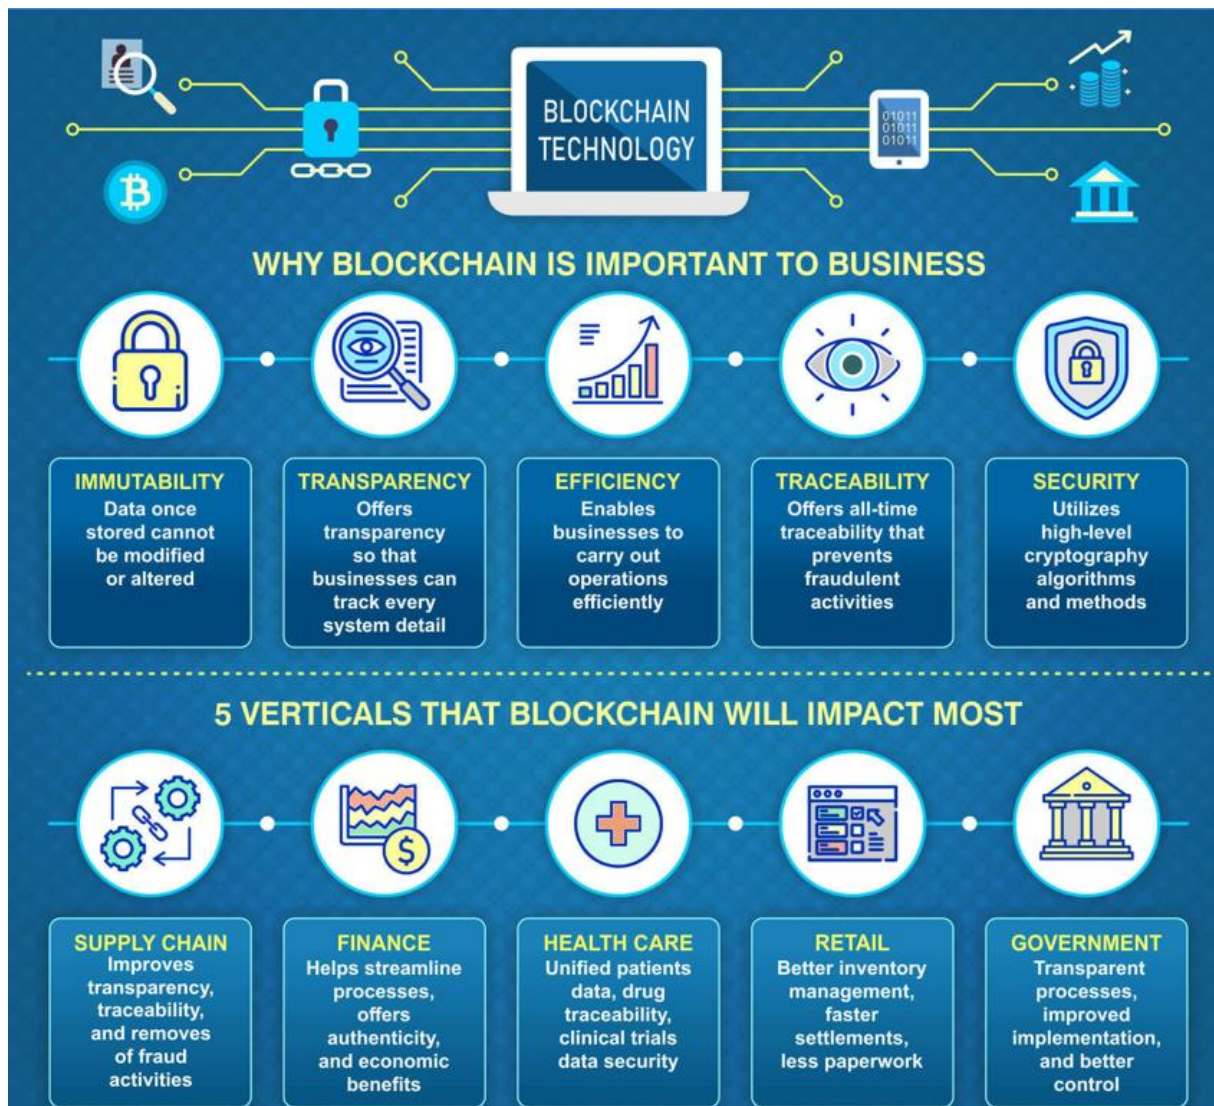 BLOCKCHAIN
TECHNOLOGY
01011
01011
01011
WHY BLOCKCHAIN IS IMPORTANT TO BUSINESS
IMMUTABILITY
Data once
stored cannot
be modified
or altered
TRANSPARENCY
Offers
transparency
so that
businesses can
track every
system detail
EFFICIENCY
Enables
businesses to
carry out
operations
efficiently
TRACEABILITY
Offers all-time
traceability that
prevents
fraudulent
activities
SECURITY
Utilizes
high-level
cryptography
algorithms
and methods
5 VERTICALS THAT BLOCKCHAIN WILL IMPACT MOST
SUPPLY CHAIN
Improves
transparency,
traceability,
and removes
of fraud
activities
FINANCE
Helps streamline
processes,
offers
authenticity,
and economic
benefits
HEALTH CARE
Unified patients
data, drug
traceability,
clinical trials
data security
RETAIL
Better inventory
management,
faster
settlements,
less paperwork
GOVERNMENT
Transparent
processes,
improved
implementation,
and better
control